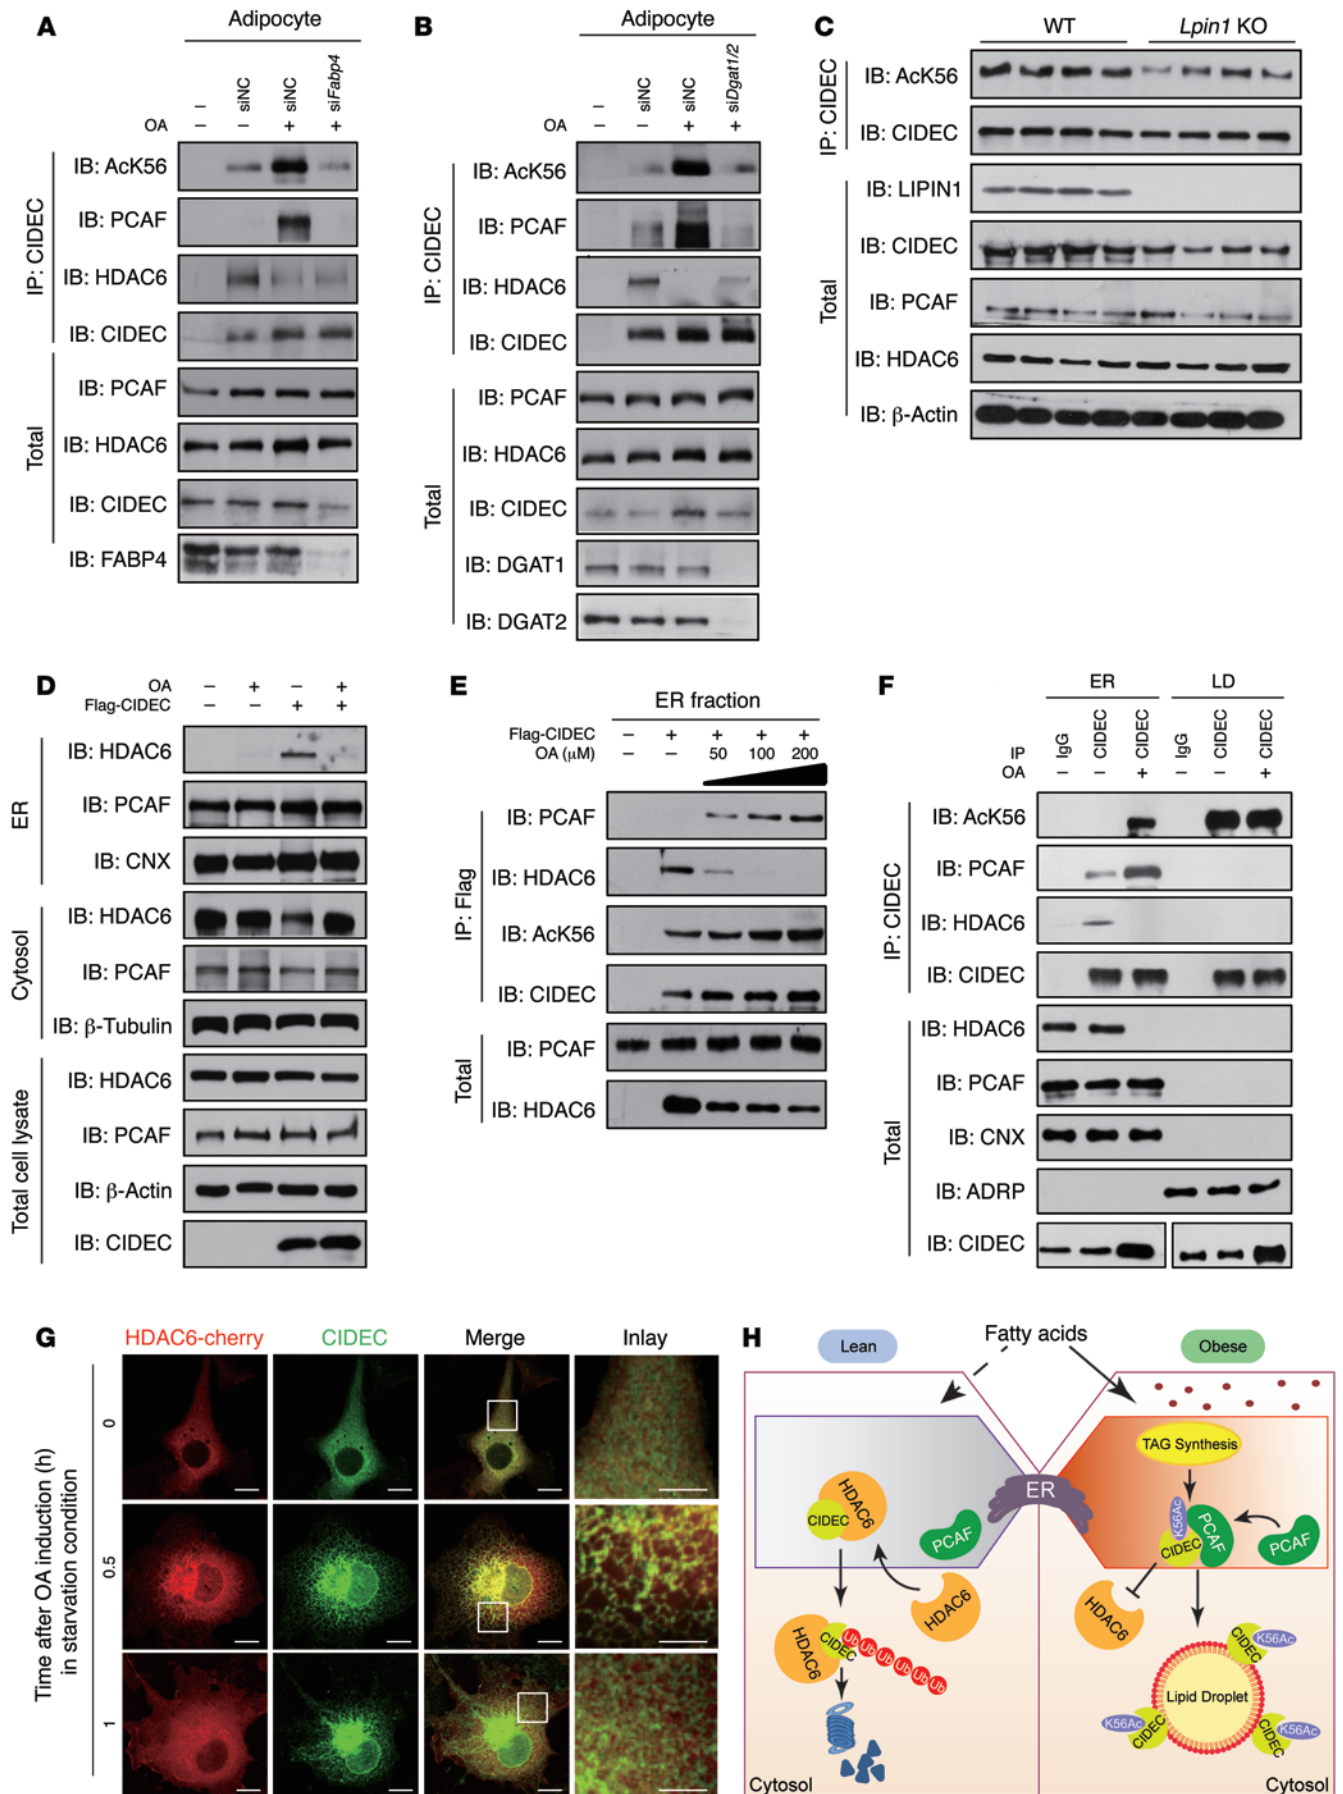 A
Adipocyte
– siNC siNC siFabp4
OA – – + +
IP: CIDEC
IB: AcK56
IB: PCAF
IB: HDAC6
IB: CIDEC
Total
IB: PCAF
IB: HDAC6
IB: CIDEC
IB: FABP4
B
Adipocyte
– siNC siNC siDgat1/2
OA – – + +
IP: CIDEC
IB: AcK56
IB: PCAF
IB: HDAC6
IB: CIDEC
Total
IB: PCAF
IB: HDAC6
IB: CIDEC
IB: DGAT1
IB: DGAT2
C
WT Lpin1 KO
IP: CIDEC
IB: AcK56
IB: CIDEC
Total
IB: LIPIN1
IB: CIDEC
IB: PCAF
IB: HDAC6
IB: β-Actin
D
OA – + – +
Flag-CIDEC – – + +
ER
IB: HDAC6
IB: PCAF
IB: CNX
Cytosol
IB: HDAC6
IB: PCAF
IB: β-Tubulin
Total cell lysate
IB: HDAC6
IB: PCAF
IB: β-Actin
IB: CIDEC
E
ER fraction
Flag-CIDEC – + + + +
OA (μM) – – 50 100 200
IP: Flag
IB: PCAF
IB: HDAC6
IB: AcK56
IB: CIDEC
Total
IB: PCAF
IB: HDAC6
F
ER LD
IP IgG CIDEC CIDEC IgG CIDEC CIDEC
OA – – + – – +
IP: CIDEC
IB: AcK56
IB: PCAF
IB: HDAC6
IB: CIDEC
Total
IB: HDAC6
IB: PCAF
IB: CNX
IB: ADRP
IB: CIDEC
G
HDAC6-cherry CIDEC Merge Inlay
Time after OA induction (h)
in starvation condition
0
0.5
1
H
Lean
Fatty acids
Obese
TAG Synthesis
ER
HDAC6
CIDEC
PCAF
K56Ac
PCAF
CIDEC
PCAF
HDAC6
HDAC6
HDAC6
CIDEC
Ub Ub Ub Ub Ub Ub
CIDEC
K56Ac
Lipid Droplet
K56Ac
CIDEC
CIDEC
K56Ac
Cytosol
Cytosol